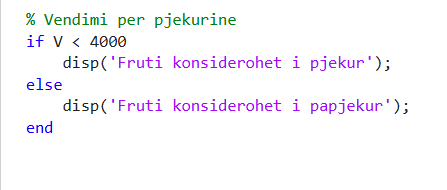 % Vendimi per pjekurine
if V < 4000
    disp('Fruti konsiderohet i pjekur');
else
    disp('Fruti konsiderohet i papjekur');
end